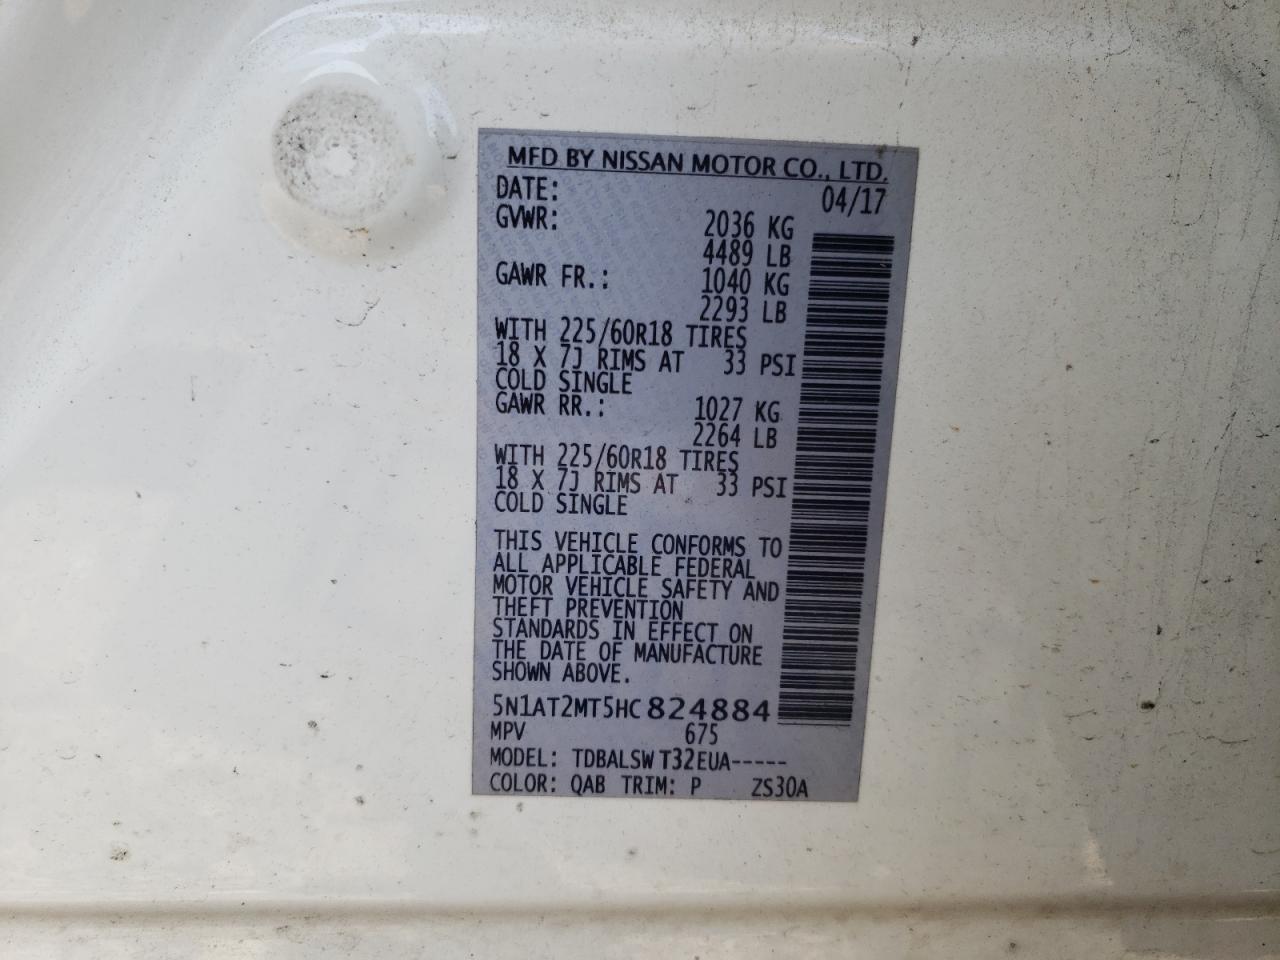 MFD BY NISSAN MOTOR CO., LTD.
DATE: 04/17
GVWR: 2036 KG
4489 LB
GAWR FR.: 1040 KG
2293 LB
WITH 225/60R18 TIRES
18 X 7J RIMS AT 33 PSI
COLD SINGLE
GAWR RR.: 1027 KG
2264 LB
WITH 225/60R18 TIRES
18 X 7J RIMS AT 33 PSI
COLD SINGLE
THIS VEHICLE CONFORMS TO
ALL APPLICABLE FEDERAL
MOTOR VEHICLE SAFETY AND
THEFT PREVENTION
STANDARDS IN EFFECT ON
THE DATE OF MANUFACTURE
SHOWN ABOVE.
5N1AT2MT5HC824884
MPV 675
MODEL: TDBALSW T32EUA-----
COLOR: QAB TRIM: P ZS30A